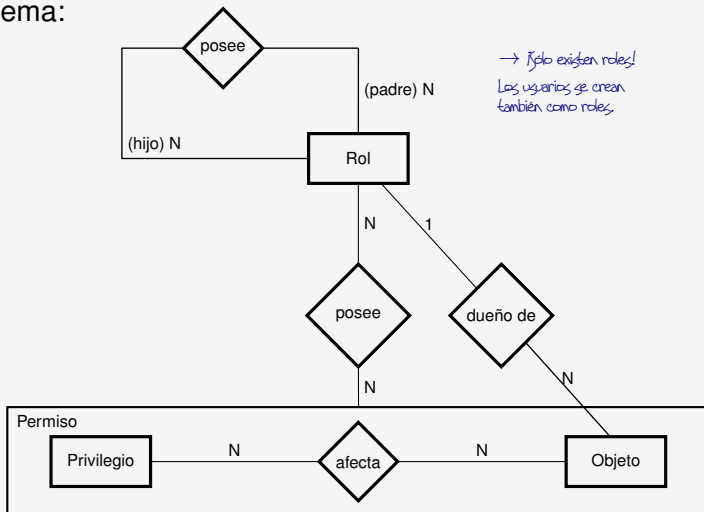 ema:
posee
→ ¡Sólo existen roles!
Los usuarios se crean
también como roles.
(padre) N
(hijo) N
Rol
N
1
posee
dueño de
N
N
Permiso
Privilegio
N
afecta
N
Objeto